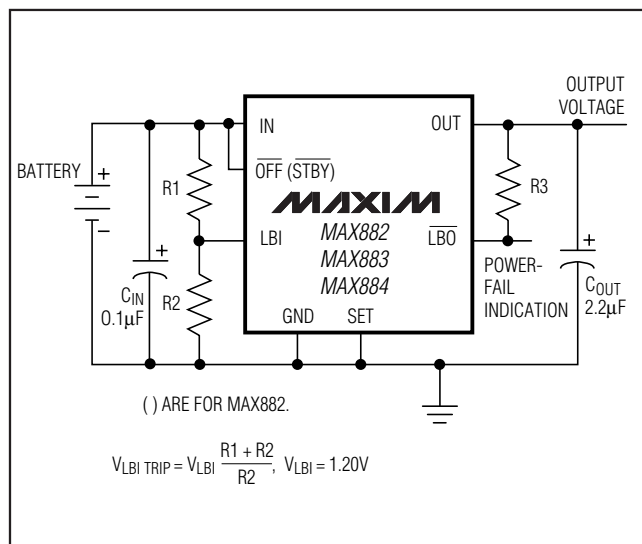 OUTPUT
VOLTAGE
IN
OUT
BATTERY
+
−
R1
OFF (STBY)
MAXIM
MAX882
MAX883
MAX884
R3
LBI
LBO
POWER-
FAIL
INDICATION
+
CIN
0.1µF
R2
+
COUT
2.2µF
GND
SET
( ) ARE FOR MAX882.
VLBI TRIP = VLBI (R1 + R2)/R2, VLBI = 1.20V